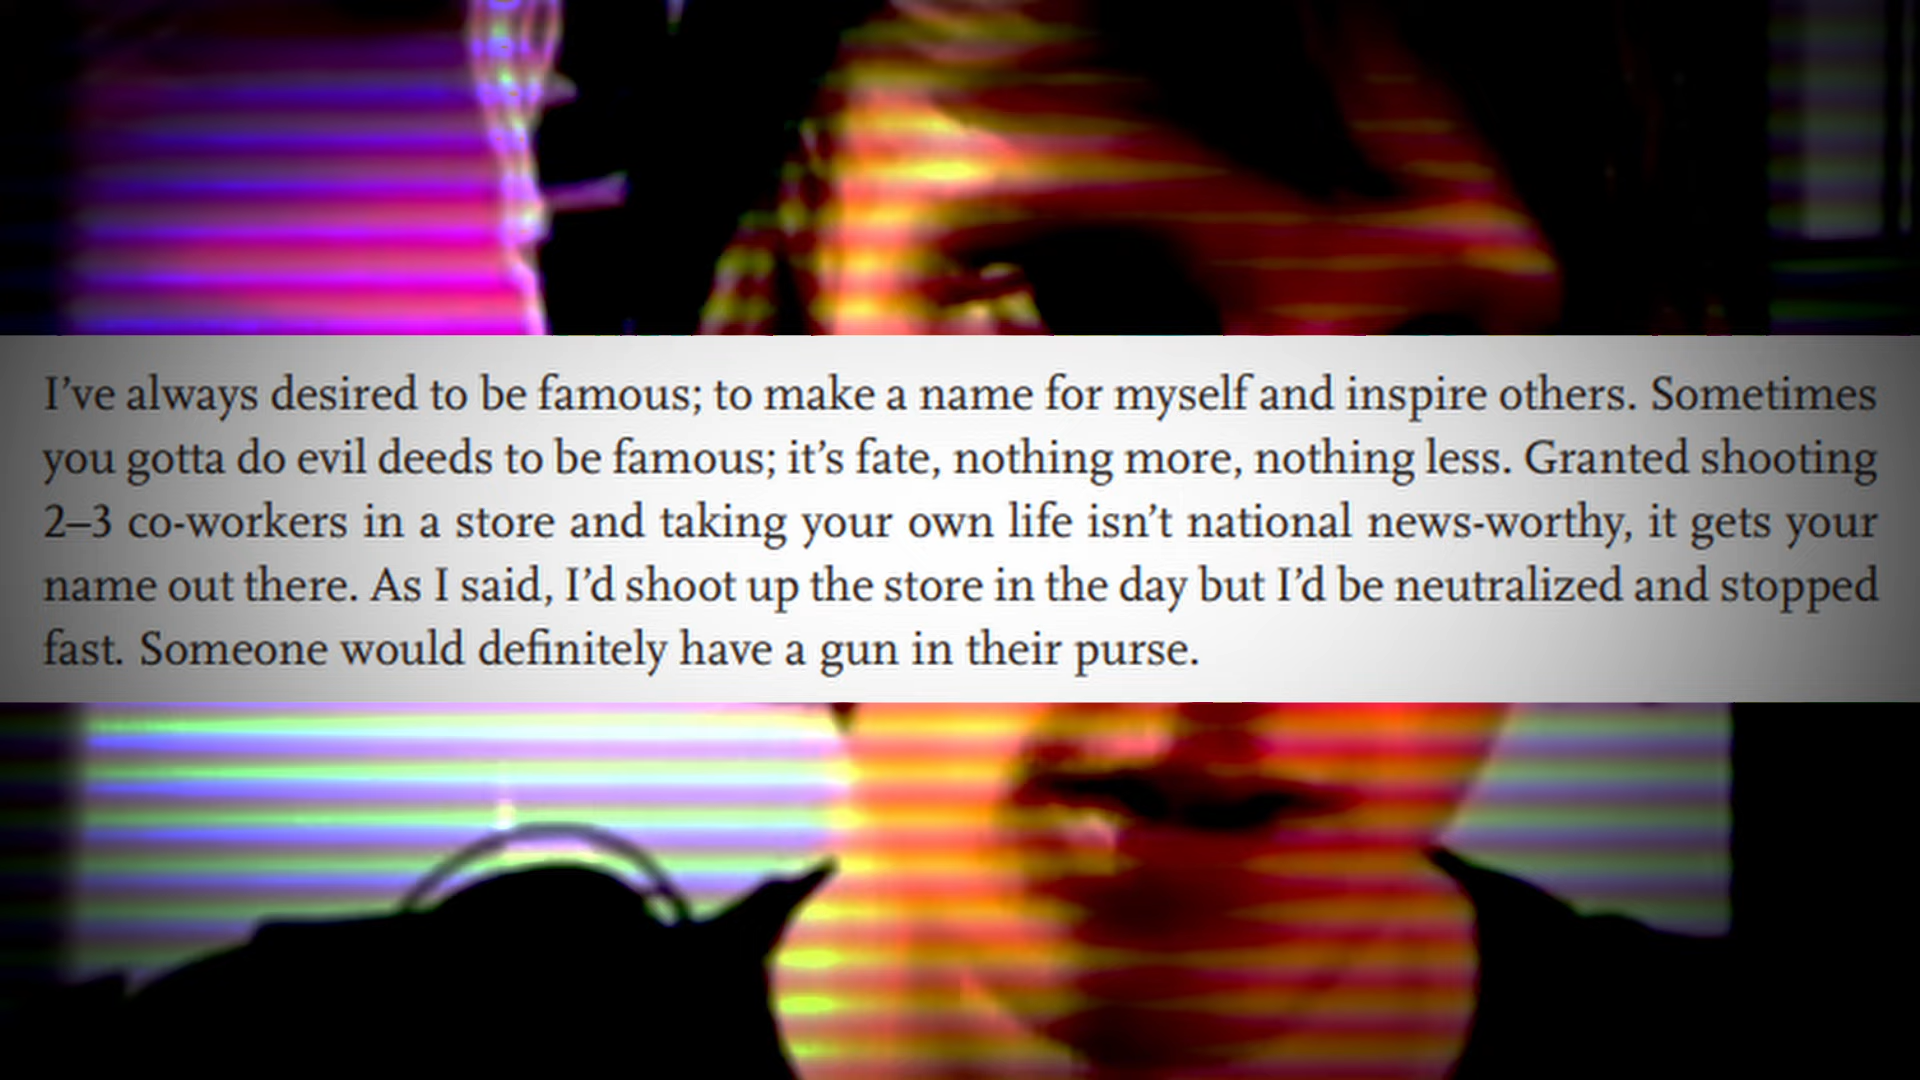 I’ve always desired to be famous; to make a name for myself and inspire others. Sometimes
you gotta do evil deeds to be famous; it’s fate, nothing more, nothing less. Granted shooting
2–3 co-workers in a store and taking your own life isn’t national news-worthy, it gets your
name out there. As I said, I’d shoot up the store in the day but I’d be neutralized and stopped
fast. Someone would definitely have a gun in their purse.